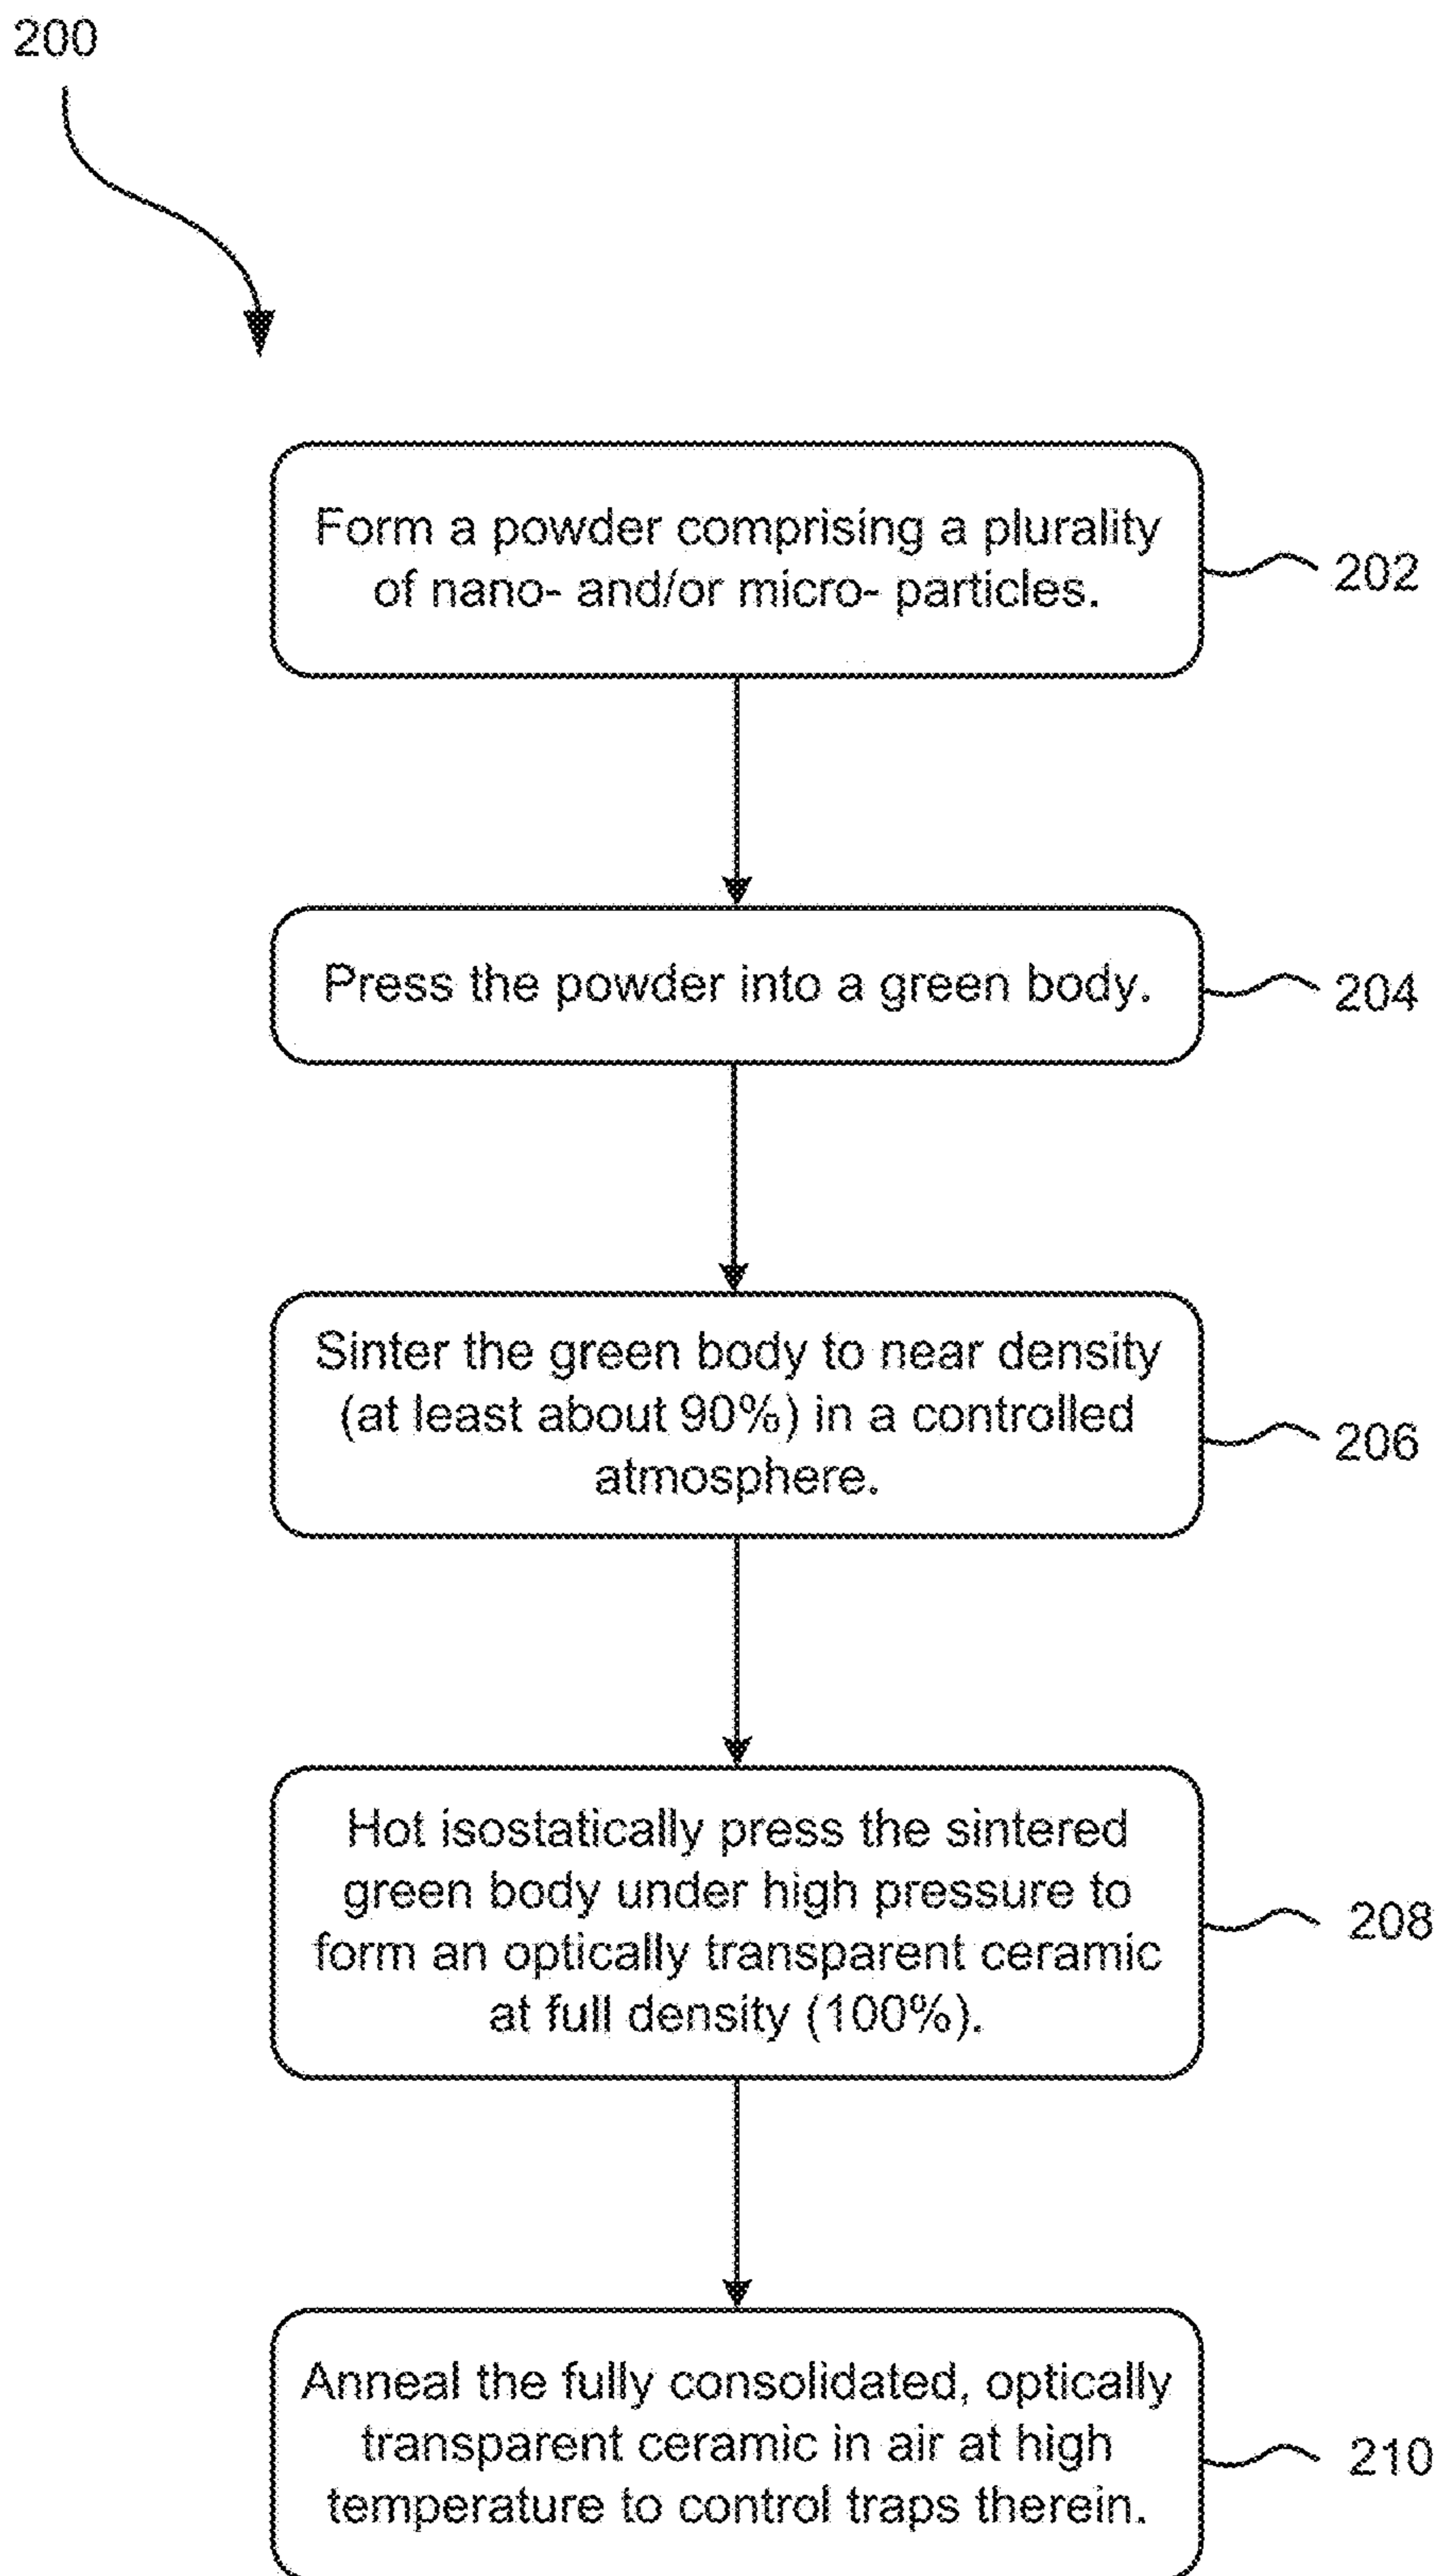 200
Form a powder comprising a plurality
of nano- and/or micro- particles.
202
Press the powder into a green body.
204
Sinter the green body to near density
(at least about 90%) in a controlled
atmosphere.
206
Hot isostatically press the sintered
green body under high pressure to
form an optically transparent ceramic
at full density (100%).
208
Anneal the fully consolidated, optically
transparent ceramic in air at high
temperature to control traps therein.
210